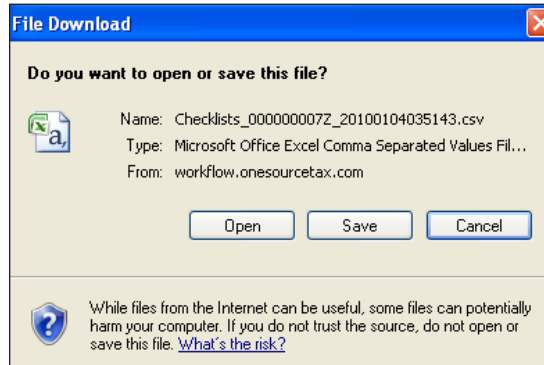 File Download
Do you want to open or save this file?
Name: Checklists_000000007Z_20100104035143.csv
Type: Microsoft Office Excel Comma Separated Values Fil...
From: workflow.onesourcetax.com
Open Save Cancel
While files from the Internet can be useful, some files can potentially
harm your computer. If you do not trust the source, do not open or
save this file. What's the risk?